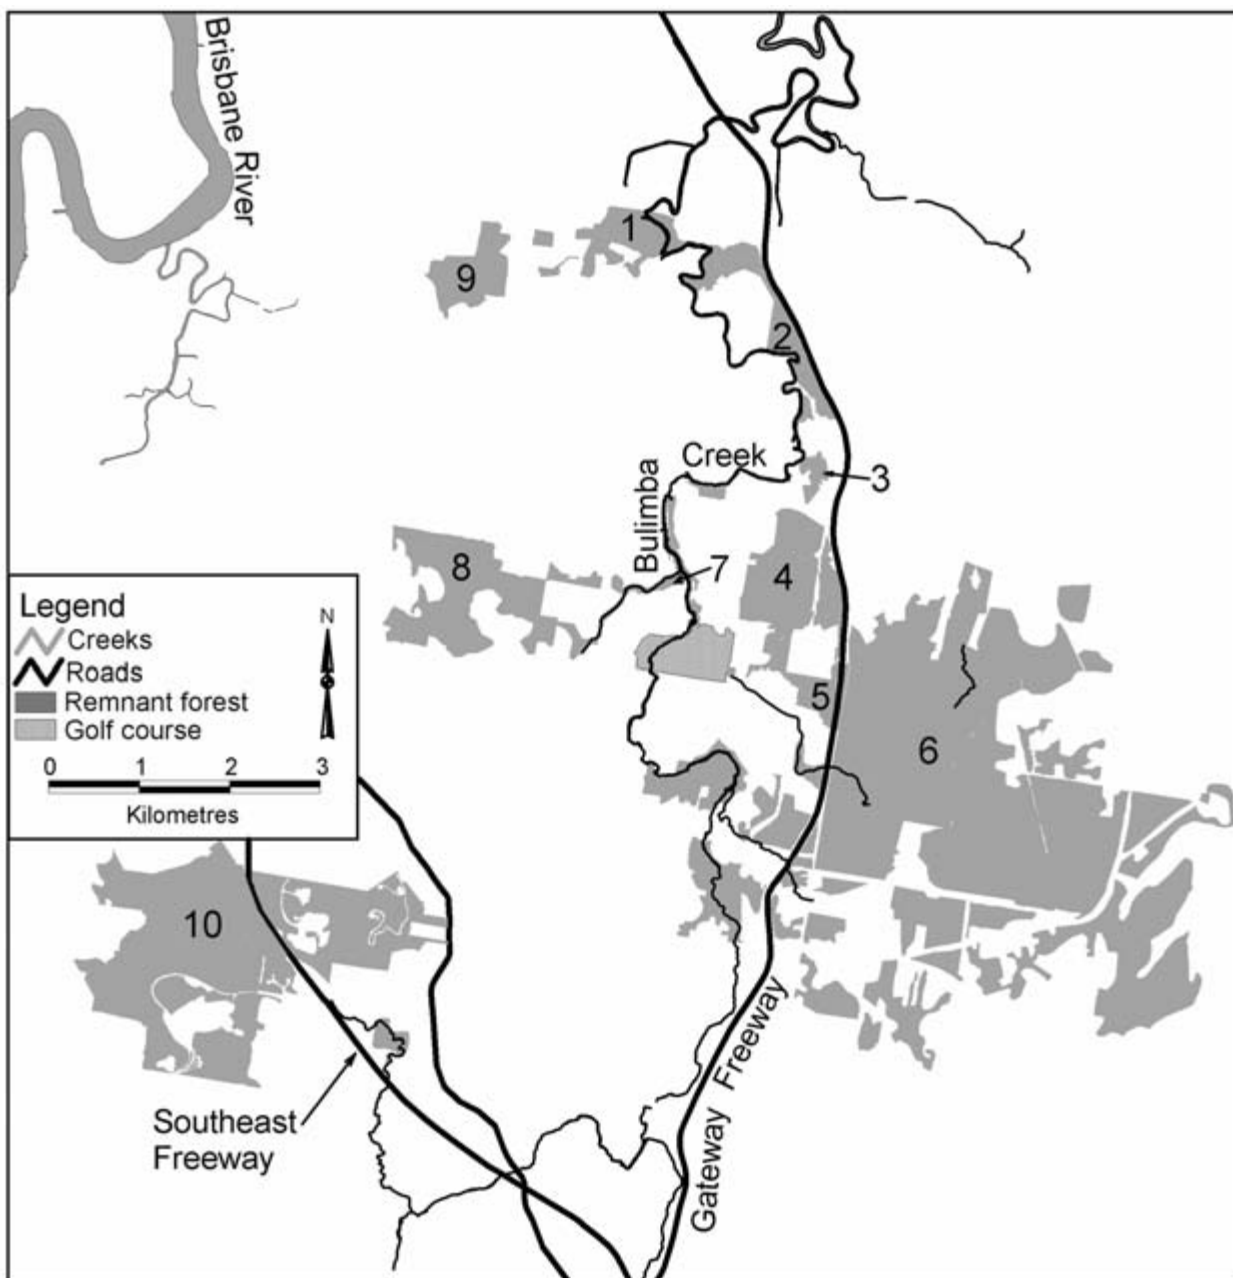 Brisbane River
1
9
2
Creek
3
Bulimba
8
7
4
Legend
N
Creeks
Roads
Remnant forest
Golf course
0 1 2 3
Kilometres
5
6
10
Southeast
Freeway
Gateway Freeway